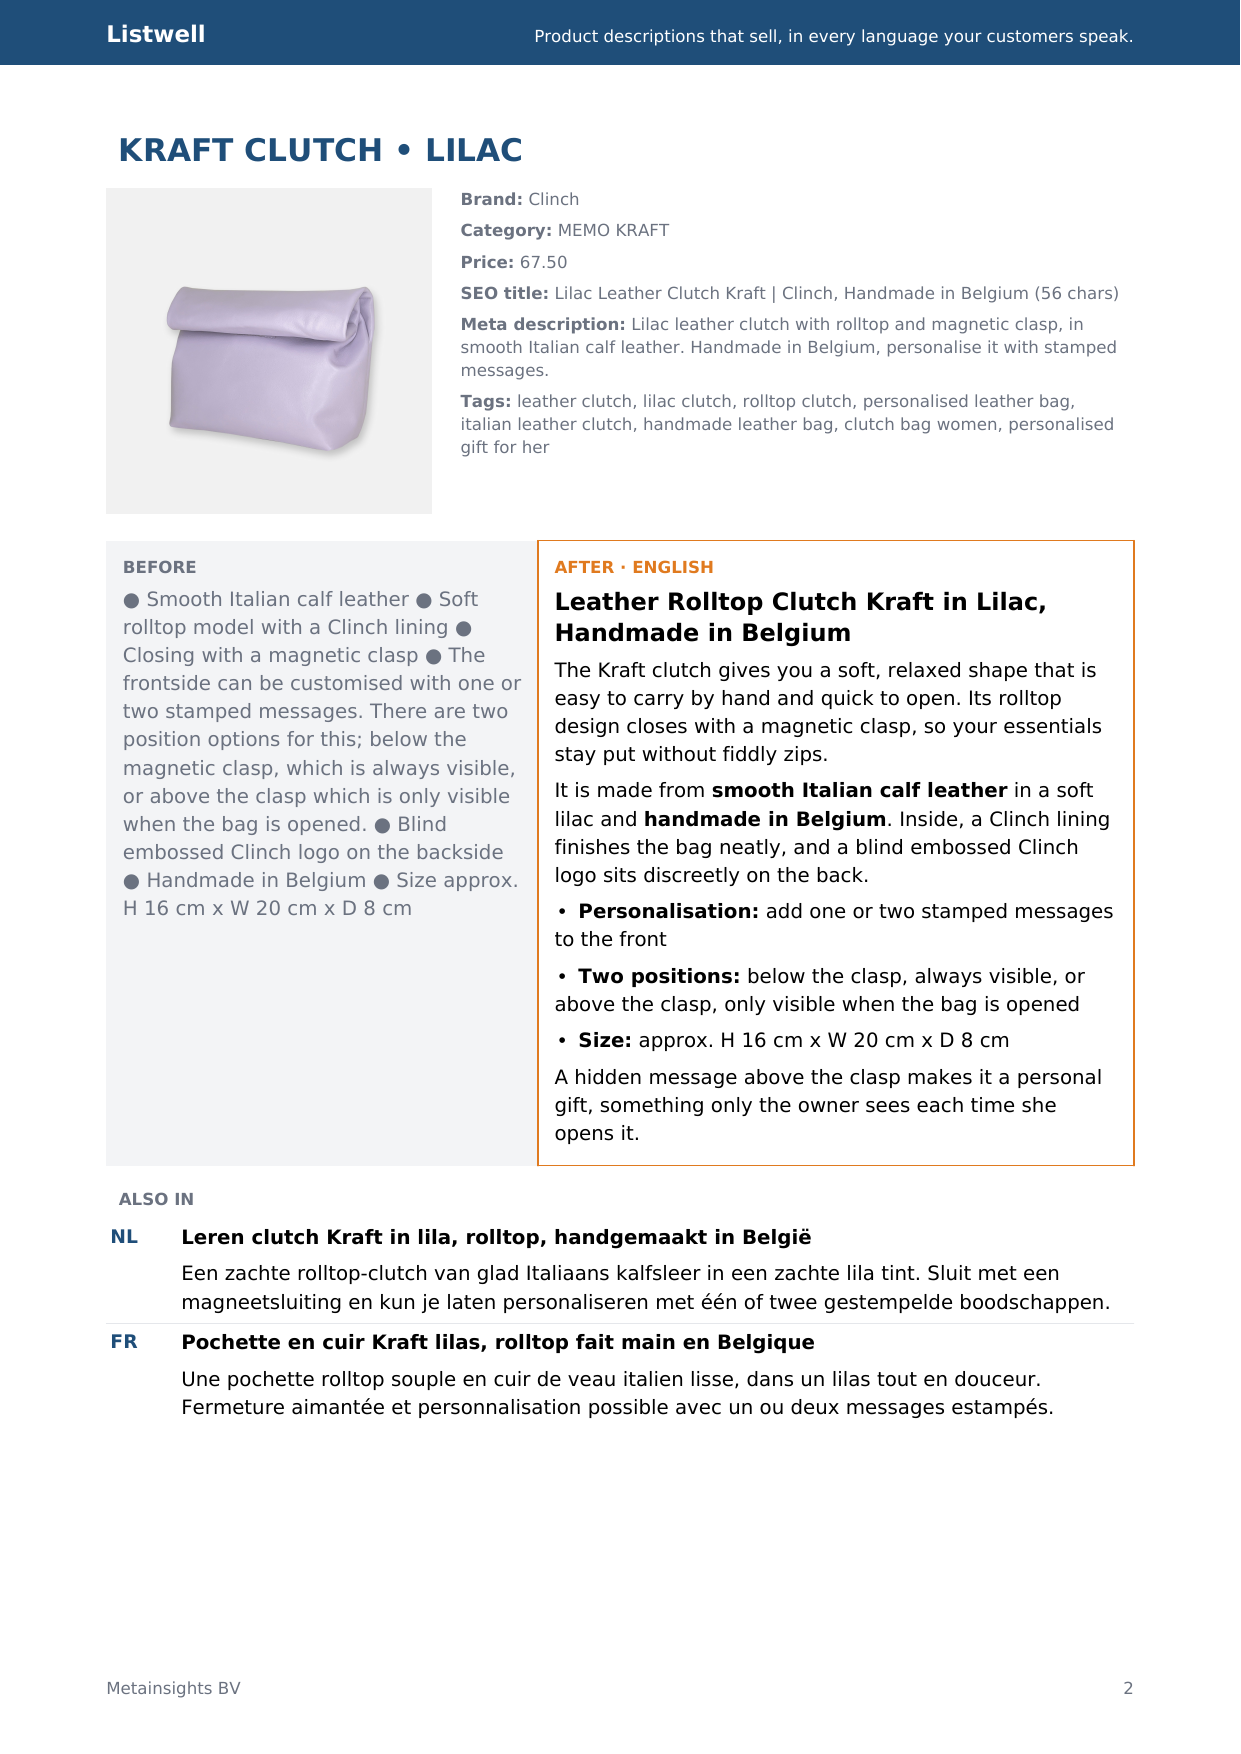 Listwell
Product descriptions that sell, in every language your customers speak.
KRAFT CLUTCH • LILAC
Brand: Clinch
Category: MEMO KRAFT
Price: 67.50
SEO title: Lilac Leather Clutch Kraft | Clinch, Handmade in Belgium (56 chars)
Meta description: Lilac leather clutch with rolltop and magnetic clasp, in
smooth Italian calf leather. Handmade in Belgium, personalise it with stamped
messages.
Tags: leather clutch, lilac clutch, rolltop clutch, personalised leather bag,
italian leather clutch, handmade leather bag, clutch bag women, personalised
gift for her
BEFORE
● Smooth Italian calf leather ● Soft
rolltop model with a Clinch lining ●
Closing with a magnetic clasp ● The
frontside can be customised with one or
two stamped messages. There are two
position options for this; below the
magnetic clasp, which is always visible,
or above the clasp which is only visible
when the bag is opened. ● Blind
embossed Clinch logo on the backside
● Handmade in Belgium ● Size approx.
H 16 cm x W 20 cm x D 8 cm
AFTER · ENGLISH
Leather Rolltop Clutch Kraft in Lilac,
Handmade in Belgium
The Kraft clutch gives you a soft, relaxed shape that is
easy to carry by hand and quick to open. Its rolltop
design closes with a magnetic clasp, so your essentials
stay put without fiddly zips.
It is made from smooth Italian calf leather in a soft
lilac and handmade in Belgium. Inside, a Clinch lining
finishes the bag neatly, and a blind embossed Clinch
logo sits discreetly on the back.
• Personalisation: add one or two stamped messages
to the front
• Two positions: below the clasp, always visible, or
above the clasp, only visible when the bag is opened
• Size: approx. H 16 cm x W 20 cm x D 8 cm
A hidden message above the clasp makes it a personal
gift, something only the owner sees each time she
opens it.
ALSO IN
NL
Leren clutch Kraft in lila, rolltop, handgemaakt in België
Een zachte rolltop-clutch van glad Italiaans kalfsleer in een zachte lila tint. Sluit met een
magneetsluiting en kun je laten personaliseren met één of twee gestempelde boodschappen.
FR
Pochette en cuir Kraft lilas, rolltop fait main en Belgique
Une pochette rolltop souple en cuir de veau italien lisse, dans un lilas tout en douceur.
Fermeture aimantée et personnalisation possible avec un ou deux messages estampés.
Metainsights BV
2